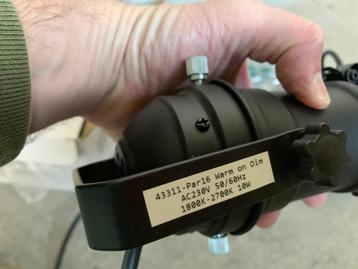 43311-Par16 Warm on Dim
AC230V 50/60Hz
1800K-2700K 10W